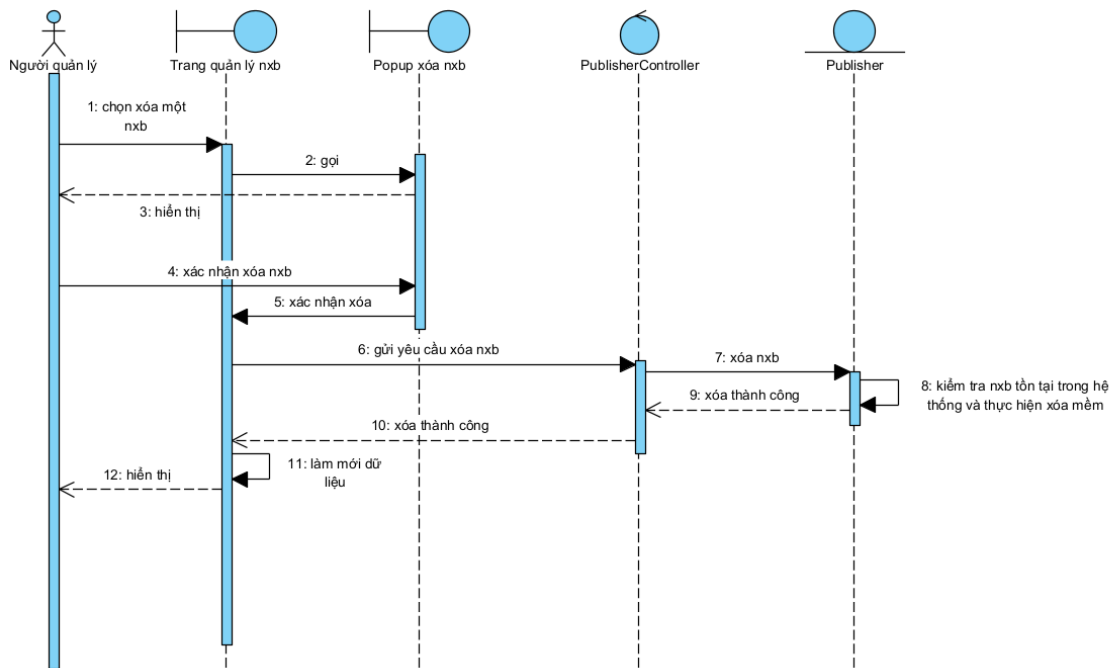 Người quản lý
Trang quản lý nxb
Popup xóa nxb
PublisherController
Publisher
1: chọn xóa một
nxb
2: gọi
3: hiển thị
4: xác nhận xóa nxb
5: xác nhận xóa
6: gửi yêu cầu xóa nxb
7: xóa nxb
8: kiểm tra nxb tồn tại trong hệ
thống và thực hiện xóa mềm
9: xóa thành công
10: xóa thành công
11: làm mới dữ
liệu
12: hiển thị